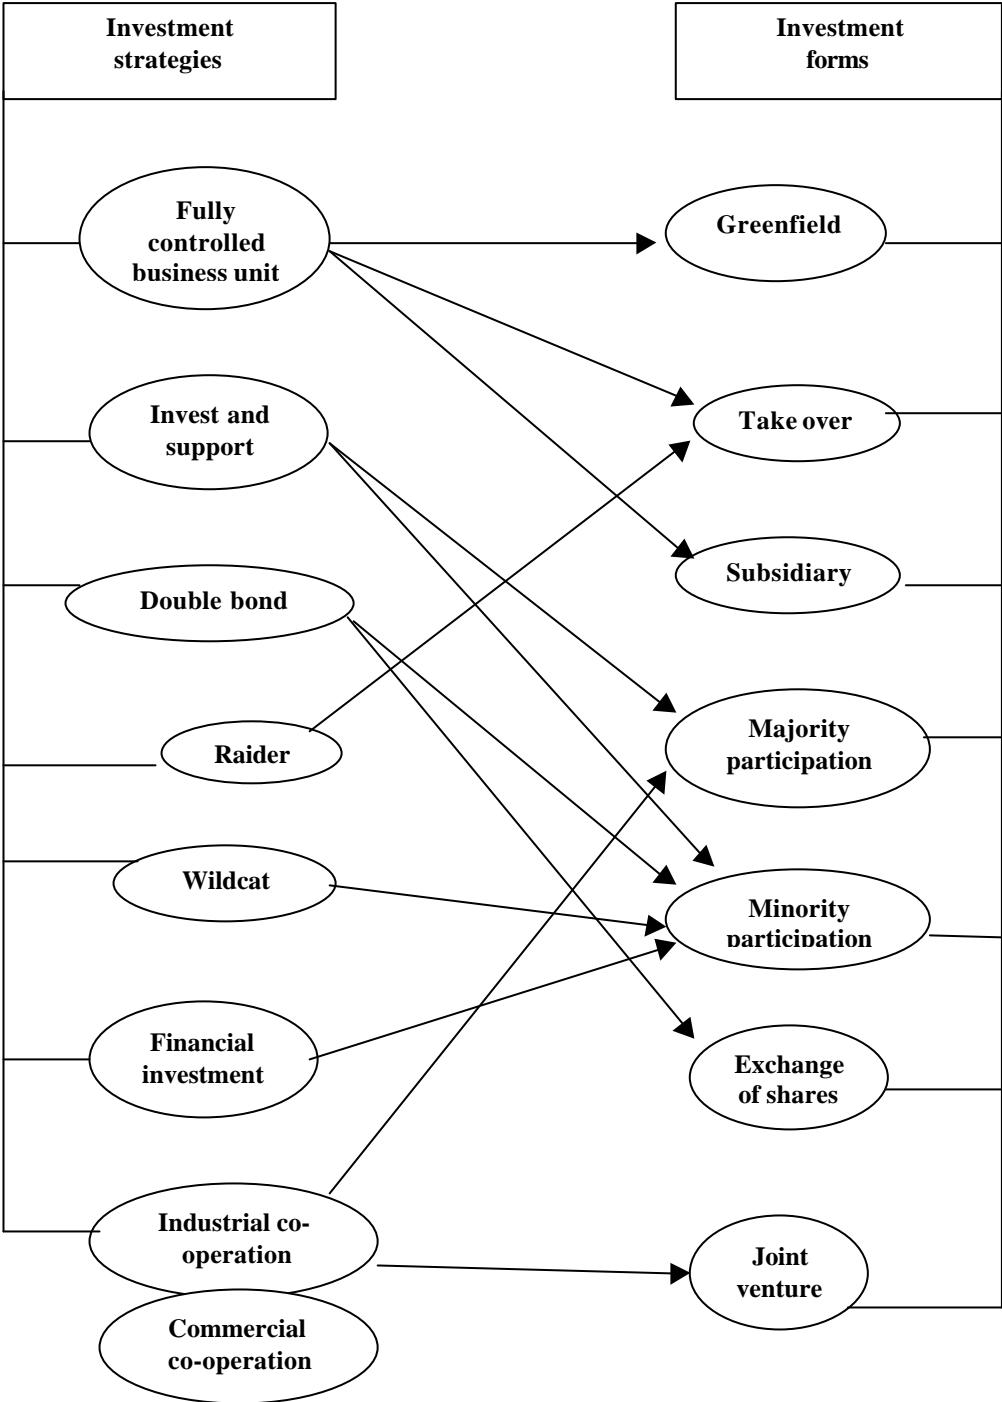 Investment
strategies
Investment
forms
Fully
controlled
business unit
Greenfield
Invest and
support
Take over
Double bond
Subsidiary
Raider
Majority
participation
Wildcat
Minority
participation
Financial
investment
Exchange
of shares
Industrial co-
operation
Joint
venture
Commercial
co-operation